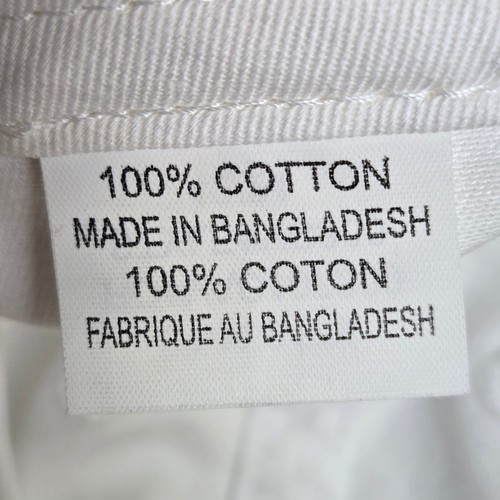 100% COTTON
MADE IN BANGLADESH
100% COTON
FABRIQUE AU BANGLADESH